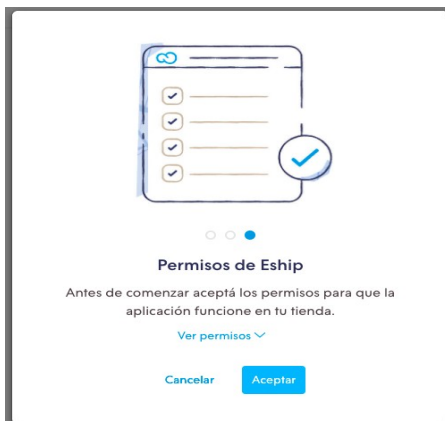 Permisos de Eship
Antes de comenzar aceptá los permisos para que la
aplicación funcione en tu tienda.
Ver permisos
Cancelar
Aceptar